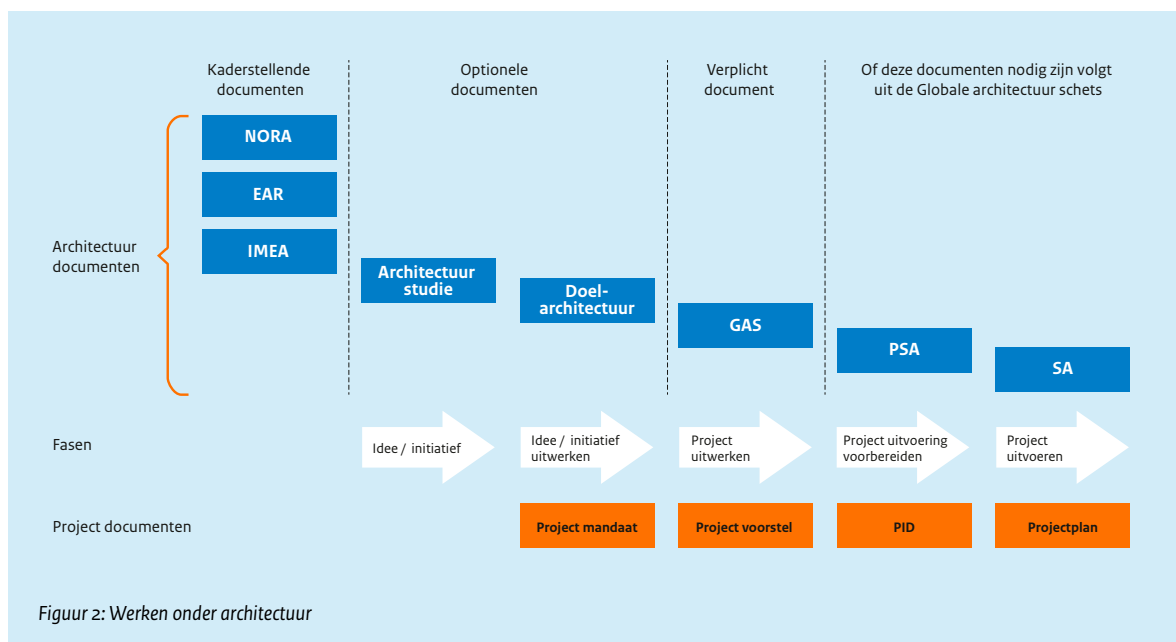 Kaderstellende
documenten
Optionele
documenten
Verplicht
document
Of deze documenten nodig zijn volgt
uit de Globale architectuur schets
NORA
EAR
IMEA
Architectuur
documenten
Architectuur
studie
Doel-
architectuur
GAS
PSA
SA
Fasen
Idee / initiatief
Idee / initiatief
uitwerken
Project
uitwerken
Project uitvoering
voorbereiden
Project
uitvoeren
Project documenten
Project mandaat
Project voorstel
PID
Projectplan
Figuur 2: Werken onder architectuur